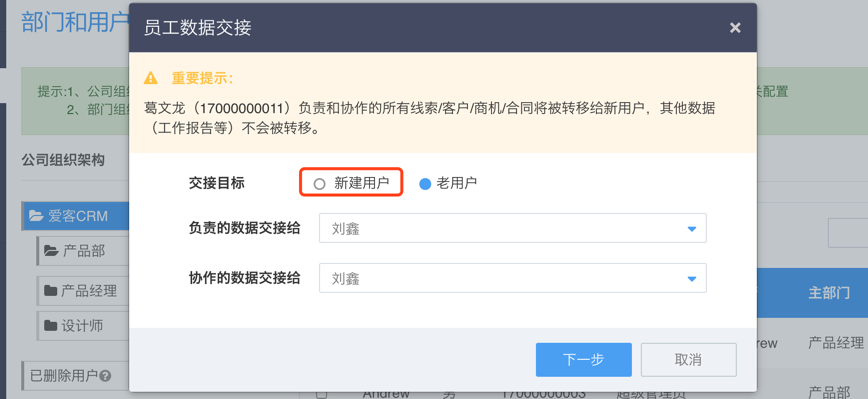 部门和用户
员工数据交接
×
提示:1、公司组
2、部门组
关配置
重要提示：
葛文龙（17000000011）负责和协作的所有线索/客户/商机/合同将被转移给新用户，其他数据
（工作报告等）不会被转移。
公司组织架构
交接目标
新建用户
老用户
爱客CRM
负责的数据交接给
刘鑫
产品部
协作的数据交接给
刘鑫
产品经理
主部门
设计师
rew
产品经理
下一步
取消
已删除用户?
Andrew
男
17000000003
超级管理员
产品部